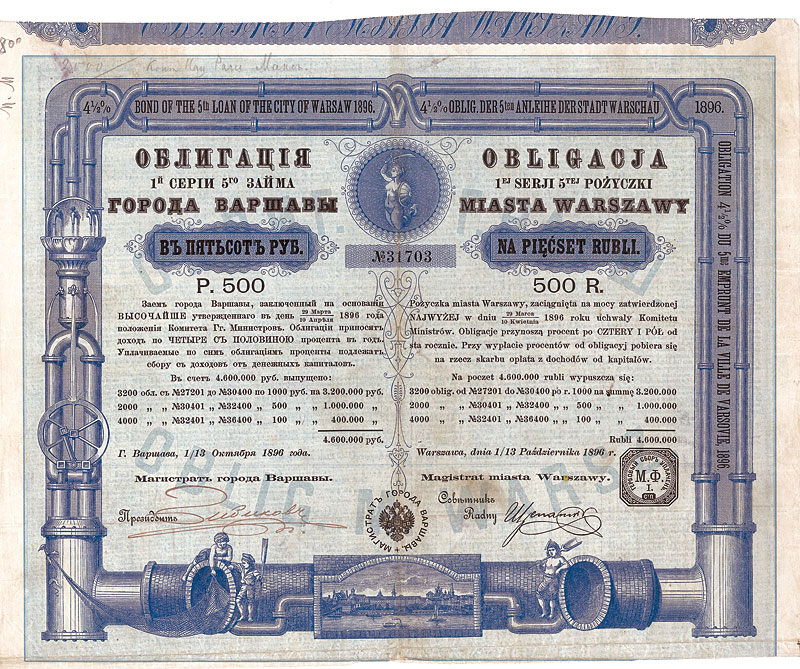 4½% BOND OF THE 5th LOAN OF THE CITY OF WARSAW 1896. 4½% OBLIG. DER 5ten ANLEIHE DER STADT WARSCHAU 1896.
OBLIGATION 4½% DU 5me EMPRUNT DE LA VILLE DE VARSOVIE, 1896
ОБЛИГАЦІЯ
1й СЕРІИ 5го ЗАЙМА
ГОРОДА ВАРШАВЫ
ВЪ ПЯТЬСОТЪ РУБ.
Р. 500
Заем города Варшавы, заключенный на основаніи
ВЫСОЧАЙШЕ утвержденнаго въ день 29 Марта / 10 Апрѣля 1896 года
положенія Комитета Гг. Министровъ. Облигаціи приносятъ
доходъ по ЧЕТЫРЕ СЪ ПОЛОВИНОЮ процента въ годъ.
Уплачиваемые по симъ облигаціямъ проценты подлежатъ
сбору съ доходовъ отъ денежныхъ капиталовъ.
Въ счетъ 4.600.000 руб. выпущено:
3200 обл. съ №27201 до №30400 по 1000 руб. на 3.200.000 руб.
2000 „ „ №30401 „ №32400 „ 500 „ „ 1.000.000 „
4000 „ „ №32401 „ №36400 „ 100 „ „ 400.000 „
4.600.000 руб.
Г. Варшава, 1/13 Октября 1896 года.
Магистратъ города Варшавы.
Президентъ
№31703
OBLIGACJA
1ej SERJI 5tej POŻYCZKI
MIASTA WARSZAWY
NA PIĘĆSET RUBLI.
500 R.
Pożyczka miasta Warszawy, zaciągnięta na mocy zatwierdzonej
NAJWYŻEJ w dniu 29 Marca / 10 Kwietnia 1896 roku uchwały Komitetu
Ministrów. Obligacje przynoszą procent po CZTERY I PÓŁ od
sta rocznie. Przy wypłacie procentów od obligacyj pobiera się
na rzecz skarbu opłata z dochodów od kapitałów.
Na poczet 4.600.000 rubli wypuszcza się:
3200 oblig. od №27201 do №30400 po r. 1000 na summę 3.200.000
2000 „ „ №30401 „ №32400 „ „ 500 „ „ 1.000.000
4000 „ „ №32401 „ №36400 „ „ 100 „ „ 400.000
Rubli 4.600.000
Warszawa, dnia 1/13 Października 1896 r.
Magistrat miasta Warszawy.
Совѣтникъ
Radny
М.Ф.
I.
МАГИСТРАТЪ ГОРОДА ВАРШАВЫ